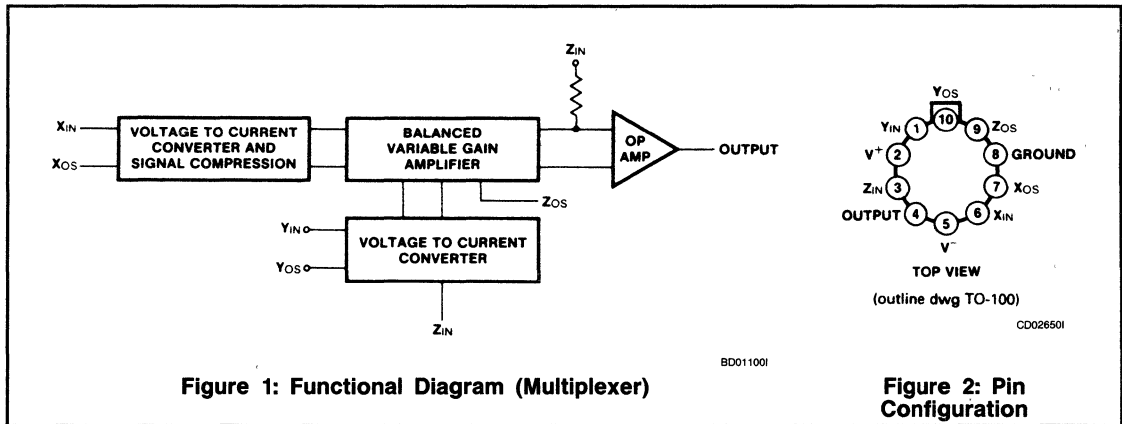 ZIN
XIN
XOS
VOLTAGE TO CURRENT
CONVERTER AND
SIGNAL COMPRESSION
BALANCED
VARIABLE GAIN
AMPLIFIER
OP
AMP
OUTPUT
ZOS
YIN
YOS
VOLTAGE TO CURRENT
CONVERTER
ZIN
BD01100I
Figure 1: Functional Diagram (Multiplexer)
YOS
10
YIN 1
9 ZOS
V+ 2
8 GROUND
ZIN 3
7 XOS
OUTPUT 4
6 XIN
5
V-
TOP VIEW
(outline dwg TO-100)
CD02650I
Figure 2: Pin
Configuration